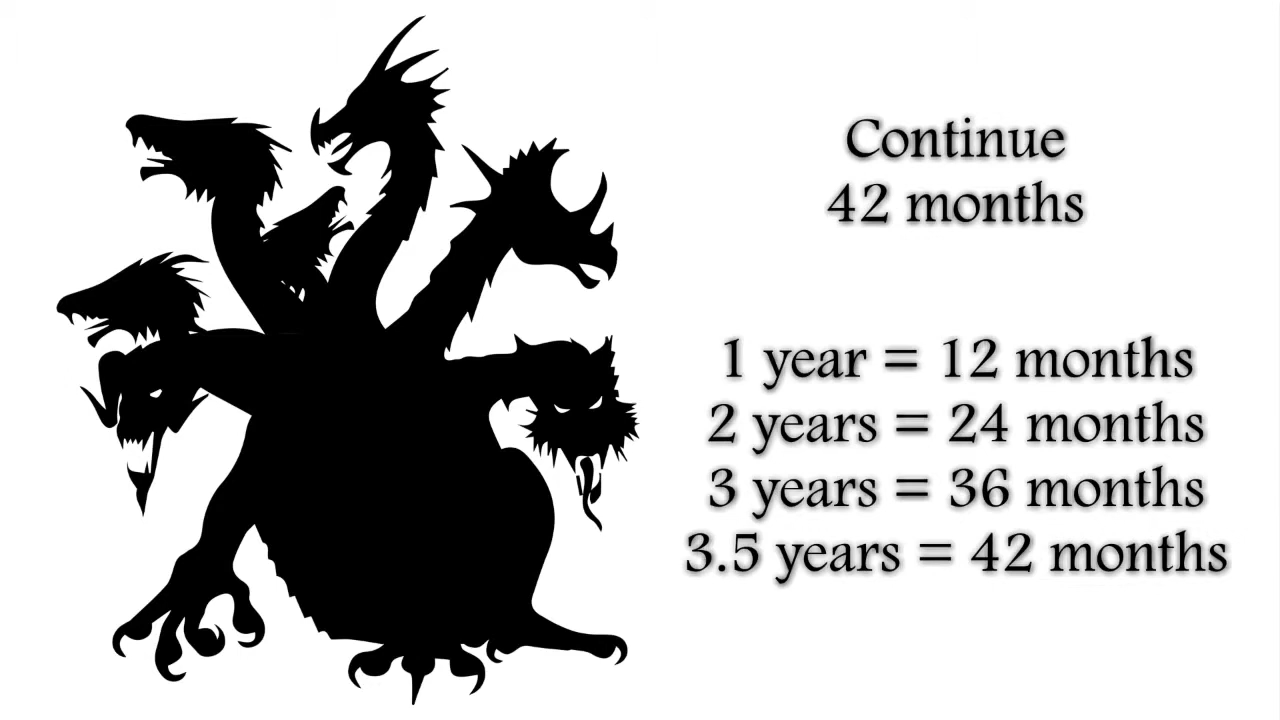 Continue
42 months
1 year = 12 months
2 years = 24 months
3 years = 36 months
3.5 years = 42 months